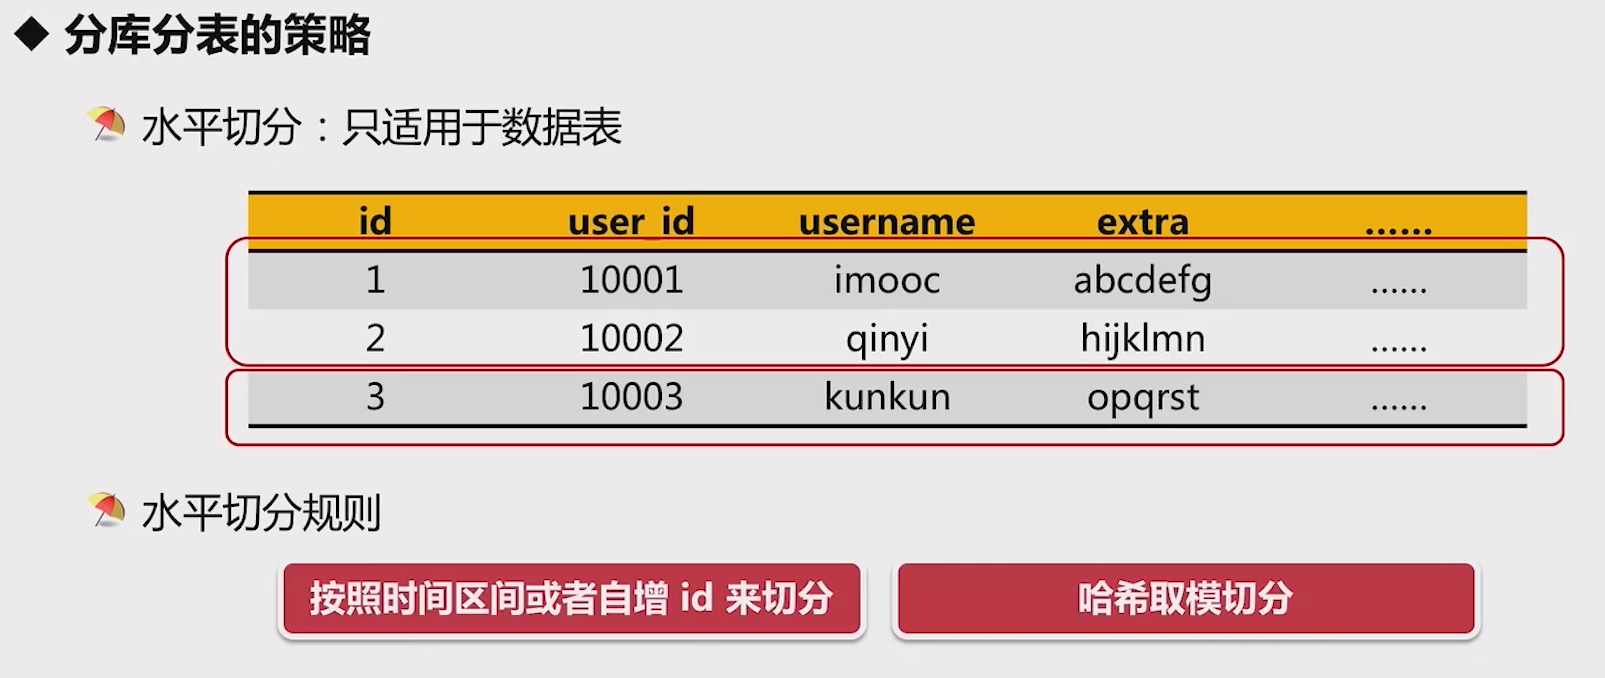 分库分表的策略
水平切分：只适用于数据表
id user_id username extra ......
1 10001 imooc abcdefg ......
2 10002 qinyi hijklmn ......
3 10003 kunkun opqrst ......
水平切分规则
按照时间区间或者自增 id 来切分 哈希取模切分